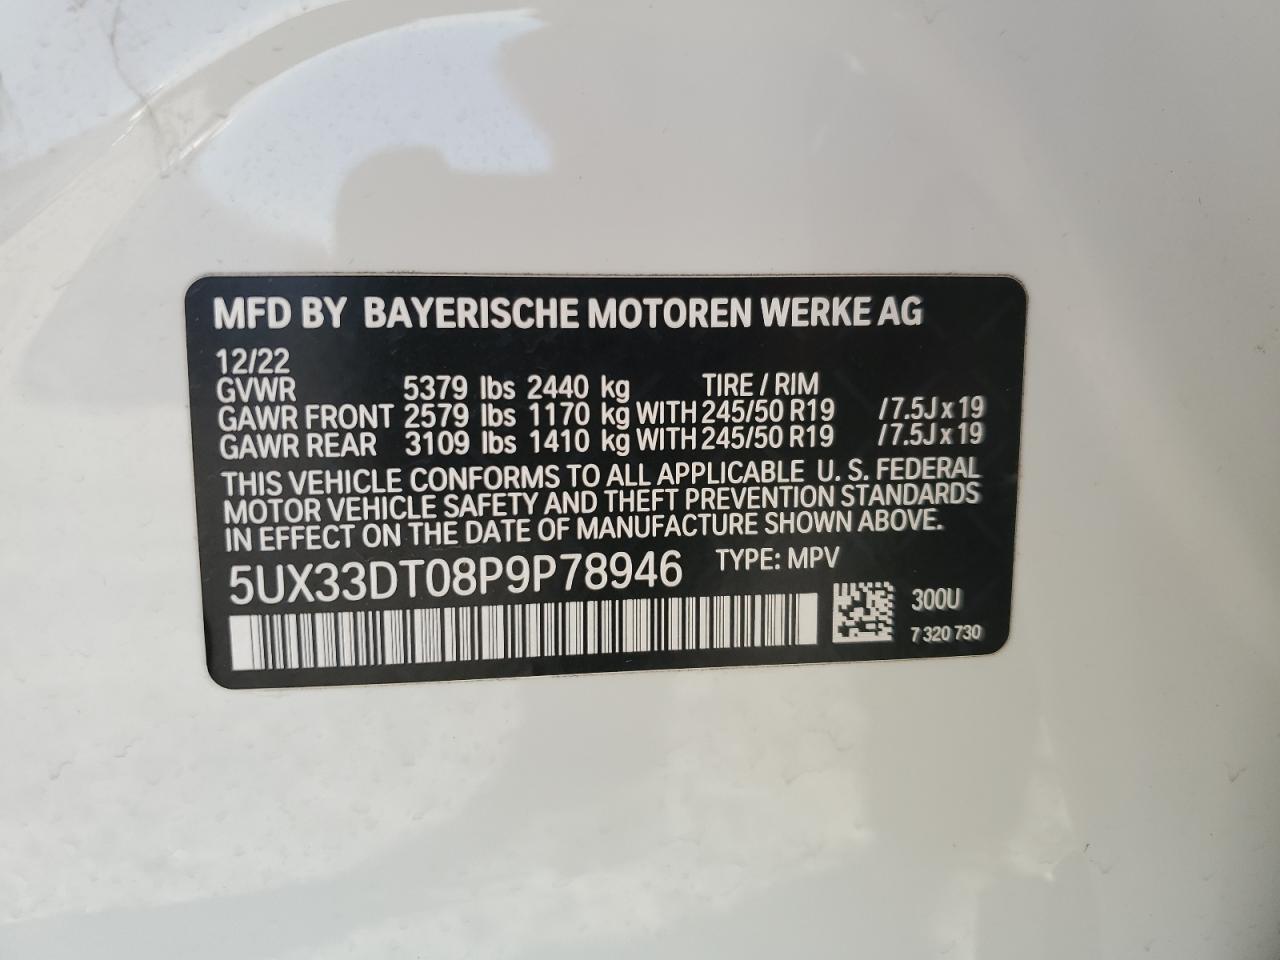 MFD BY BAYERISCHE MOTOREN WERKE AG
12/22
GVWR 5379 lbs 2440 kg TIRE / RIM
GAWR FRONT 2579 lbs 1170 kg WITH 245/50 R19 /7.5J x 19
GAWR REAR 3109 lbs 1410 kg WITH 245/50 R19 /7.5J x 19
THIS VEHICLE CONFORMS TO ALL APPLICABLE U. S. FEDERAL
MOTOR VEHICLE SAFETY AND THEFT PREVENTION STANDARDS
IN EFFECT ON THE DATE OF MANUFACTURE SHOWN ABOVE.
5UX33DT08P9P78946 TYPE: MPV
300U
7 320 730